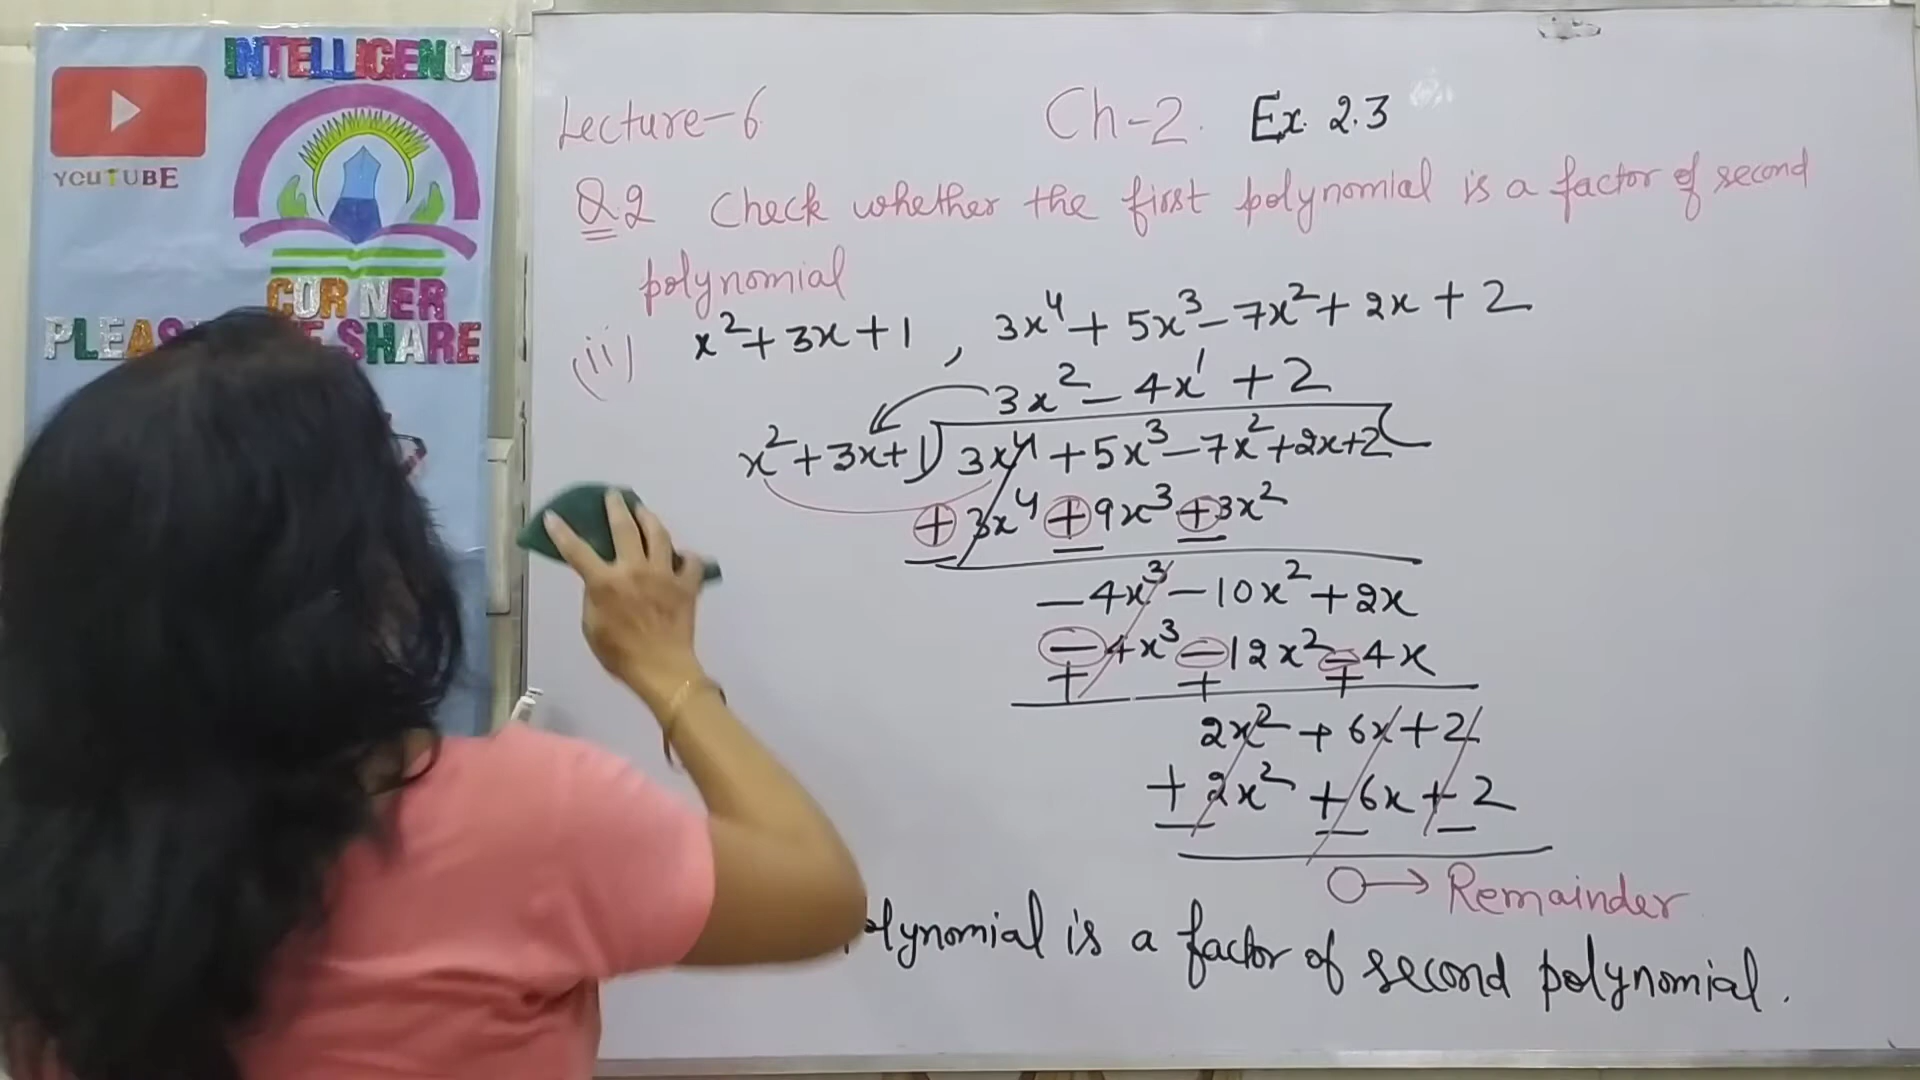 INTELLIGENCE
YOUTUBE
CORNER
SHARE
Lecture-6 Ch-2. Ex. 2.3
Q.2 Check whether the first polynomial is a factor of second
polynomial
(ii) x²+3x+1 , 3x⁴+5x³-7x²+2x+2
3x²-4x¹+2
x²+3x+1)3x⁴+5x³-7x²+2x+2
+3x⁴+9x³+3x²
- - -
-4x³-10x²+2x
-4x³-12x²-4x
+ + +
2x²+6x+2
+2x²+6x+2
- - -
0→Remainder
is a factor of second polynomial.